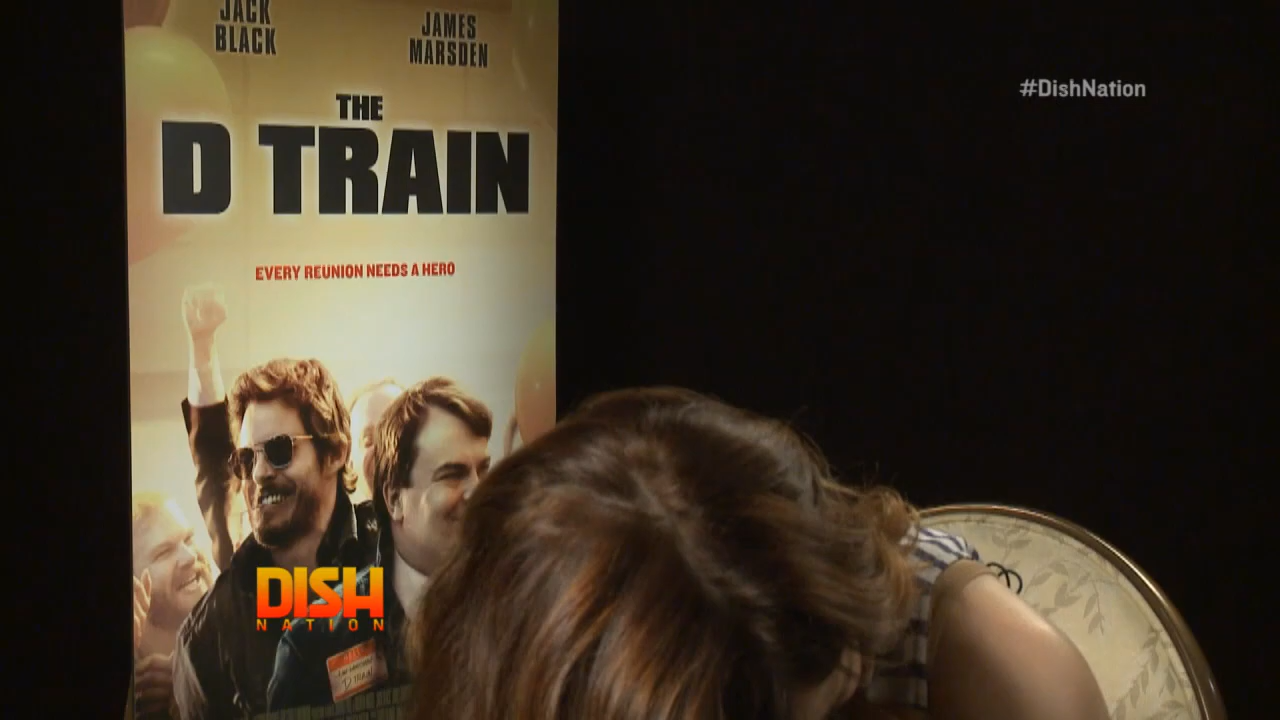 JACK
BLACK
JAMES
MARSDEN
#DishNation
THE
D TRAIN
EVERY REUNION NEEDS A HERO
DISH
NATION